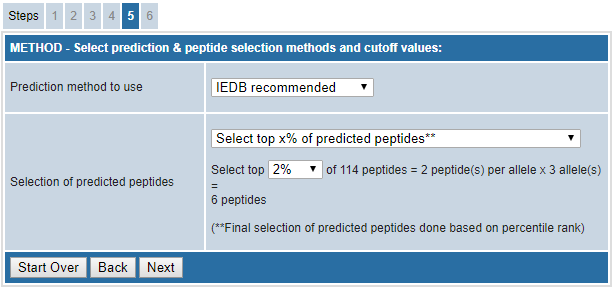 Steps 1 2 3 4 5 6
METHOD - Select prediction & peptide selection methods and cutoff values:
Prediction method to use
IEDB recommended
Selection of predicted peptides
Select top x% of predicted peptides**
Select top 2% of 114 peptides = 2 peptide(s) per allele x 3 allele(s)
=
6 peptides
(**Final selection of predicted peptides done based on percentile rank)
Start Over Back Next